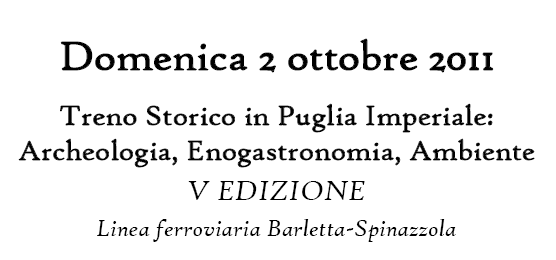 Domenica 2 ottobre 2011
Treno Storico in Puglia Imperiale:
Archeologia, Enogastronomia, Ambiente
V EDIZIONE
Linea ferroviaria Barletta-Spinazzola